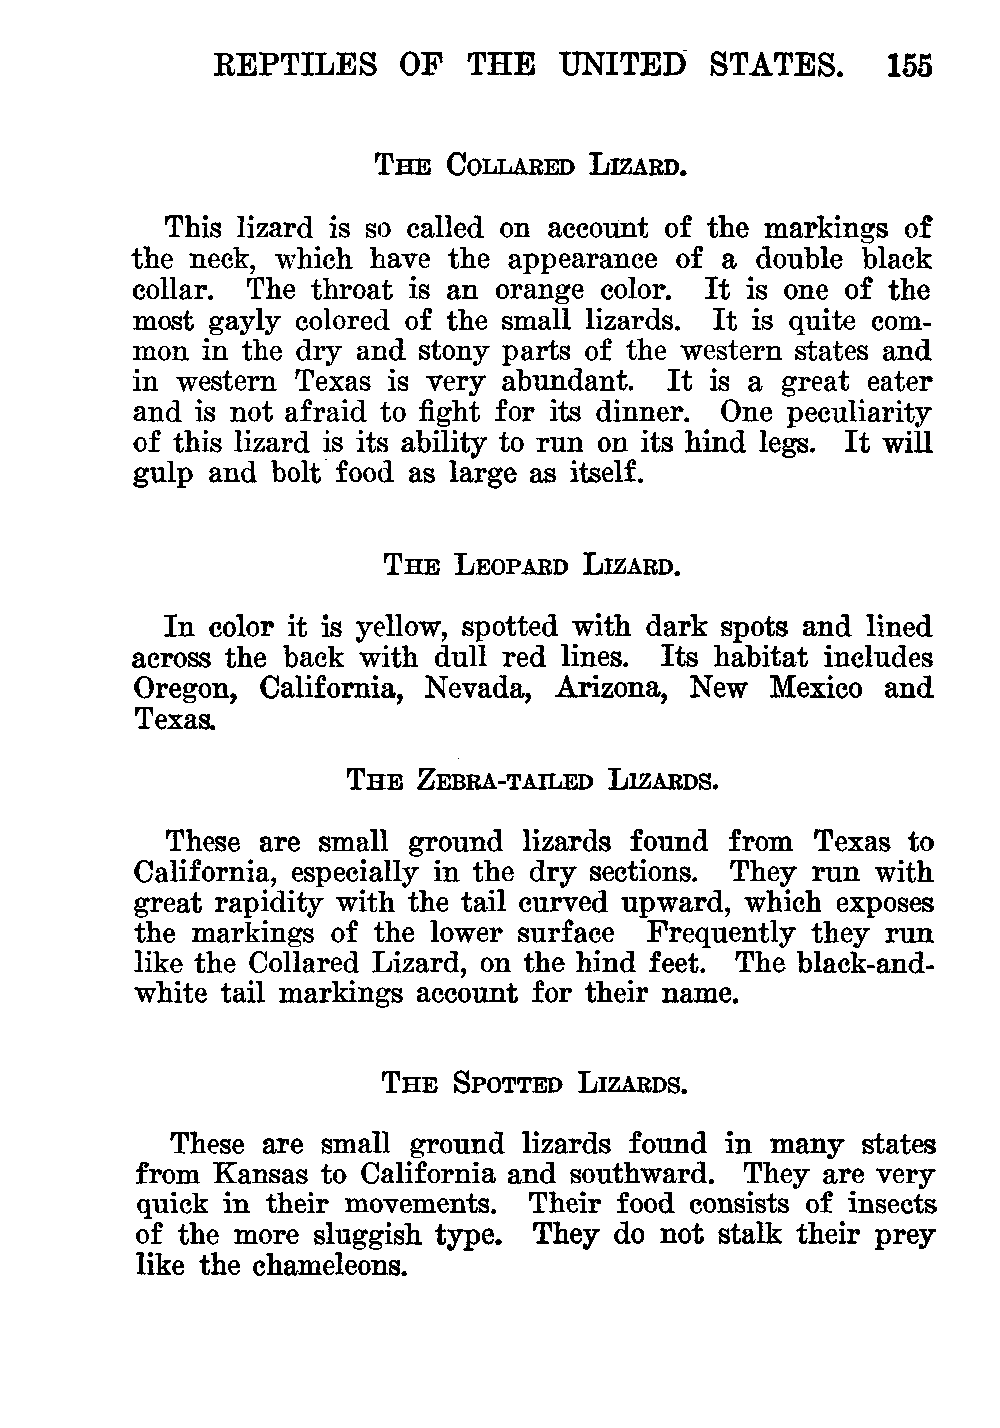 REPTILES OF THE UNITED STATES. 155
THE COLLARED LIZARD.
This lizard is so called on account of the markings of
the neck, which have the appearance of a double black
collar. The throat is an orange color. It is one of the
most gayly colored of the small lizards. It is quite com-
mon in the dry and stony parts of the western states and
in western Texas is very abundant. It is a great eater
and is not afraid to fight for its dinner. One peculiarity
of this lizard is its ability to run on its hind legs. It will
gulp and bolt food as large as itself.
THE LEOPARD LIZARD.
In color it is yellow, spotted with dark spots and lined
across the back with dull red lines. Its habitat includes
Oregon, California, Nevada, Arizona, New Mexico and
Texas.
THE ZEBRA-TAILED LIZARDS.
These are small ground lizards found from Texas to
California, especially in the dry sections. They run with
great rapidity with the tail curved upward, which exposes
the markings of the lower surface Frequently they run
like the Collared Lizard, on the hind feet. The black-and-
white tail markings account for their name.
THE SPOTTED LIZARDS.
These are small ground lizards found in many states
from Kansas to California and southward. They are very
quick in their movements. Their food consists of insects
of the more sluggish type. They do not stalk their prey
like the chameleons.